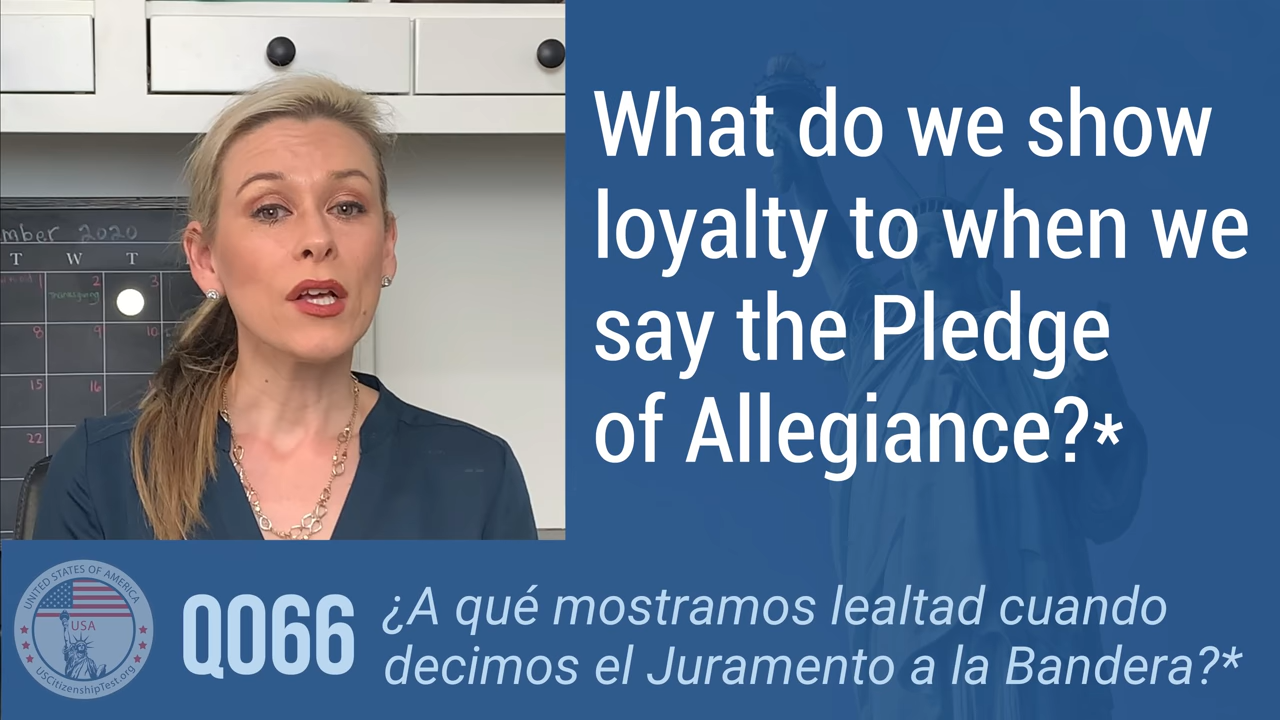 What do we show
loyalty to when we
say the Pledge
of Allegiance?*
mber 2020
T W T
1 2 3
8 9 10
15 16
22
UNITED STATES OF AMERICA
USA
USCitizenshipTest.org
Q066
¿A qué mostramos lealtad cuando
decimos el Juramento a la Bandera?*